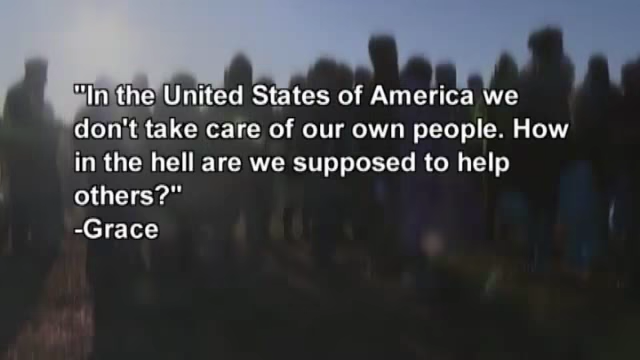 "In the United States of America we
don't take care of our own people. How
in the hell are we supposed to help
others?"
-Grace